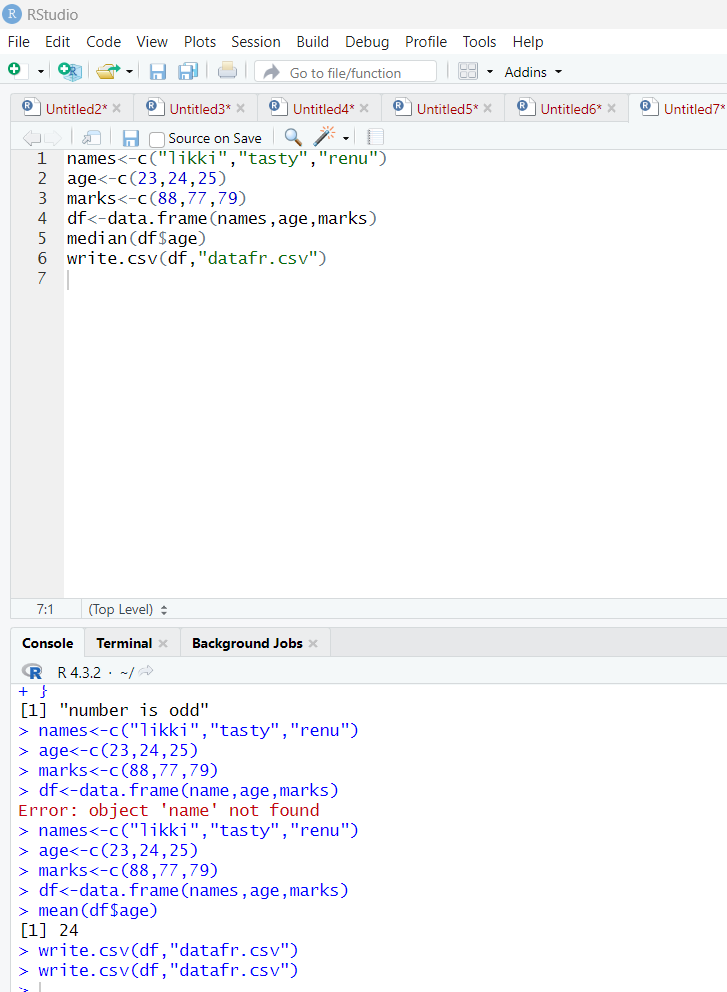 RStudio
File Edit Code View Plots Session Build Debug Profile Tools Help
Go to file/function Addins
Untitled2* Untitled3* Untitled4* Untitled5* Untitled6* Untitled7*
Source on Save
1 names<-c("likki","tasty","renu")
2 age<-c(23,24,25)
3 marks<-c(88,77,79)
4 df<-data.frame(names,age,marks)
5 median(df$age)
6 write.csv(df,"datafr.csv")
7
7:1 (Top Level)
Console Terminal Background Jobs
R 4.3.2 · ~/
+ }
[1] "number is odd"
> names<-c("likki","tasty","renu")
> age<-c(23,24,25)
> marks<-c(88,77,79)
> df<-data.frame(name,age,marks)
Error: object 'name' not found
> names<-c("likki","tasty","renu")
> age<-c(23,24,25)
> marks<-c(88,77,79)
> df<-data.frame(names,age,marks)
> mean(df$age)
[1] 24
> write.csv(df,"datafr.csv")
> write.csv(df,"datafr.csv")
>